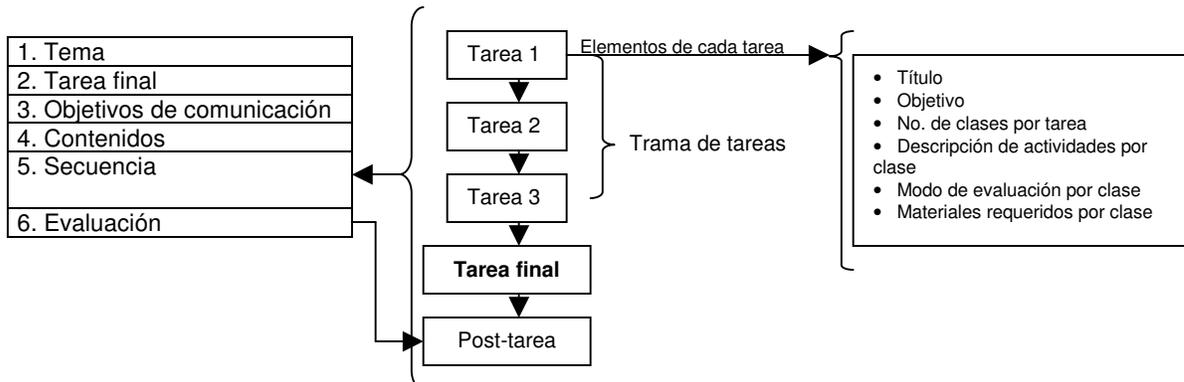 1. Tema
2. Tarea final
3. Objetivos de comunicación
4. Contenidos
5. Secuencia
6. Evaluación
Tarea 1
Tarea 2
Tarea 3
Tarea final
Post-tarea
Elementos de cada tarea
Trama de tareas
• Título
• Objetivo
• No. de clases por tarea
• Descripción de actividades por
clase
• Modo de evaluación por clase
• Materiales requeridos por clase